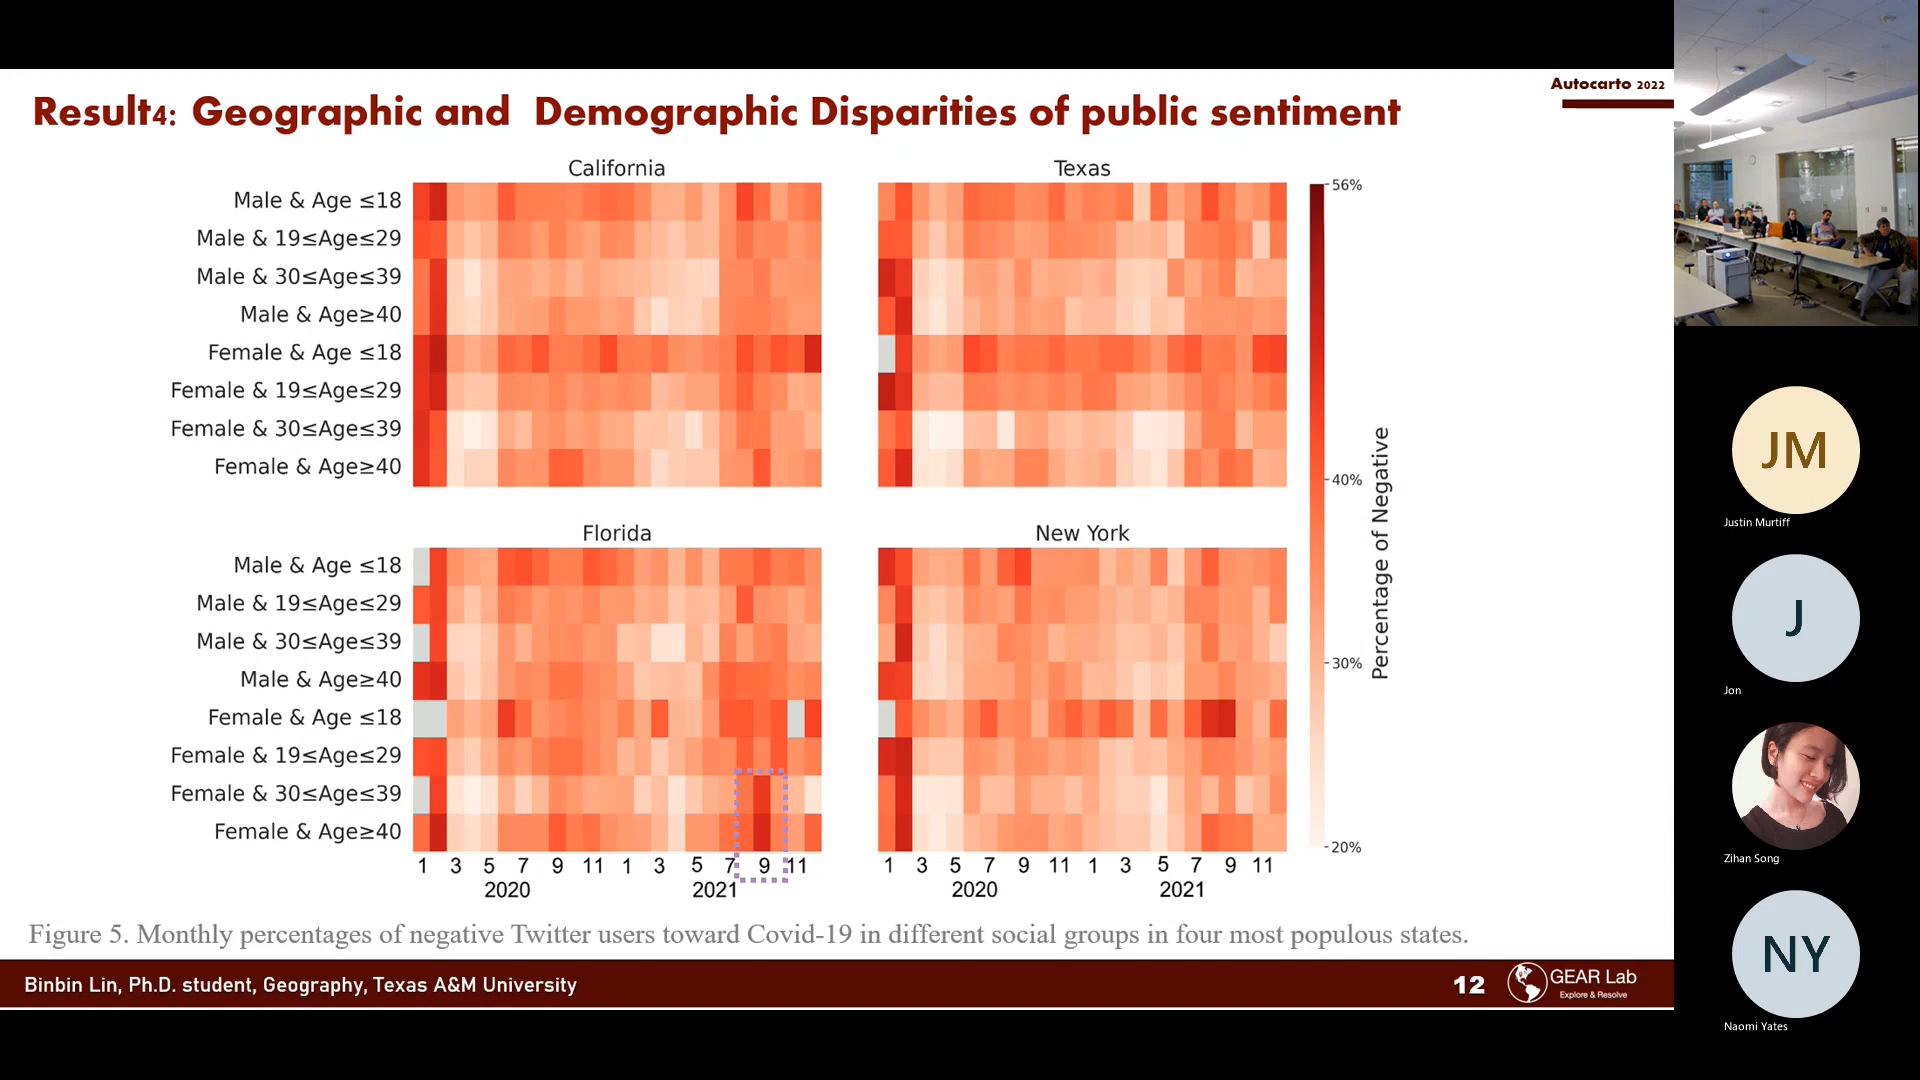 Autocarto 2022
Result4: Geographic and Demographic Disparities of public sentiment
California
Texas
Male & Age ≤18
Male & 19≤Age≤29
Male & 30≤Age≤39
Male & Age≥40
Female & Age ≤18
Female & 19≤Age≤29
Female & 30≤Age≤39
Female & Age≥40
56%
40%
30%
20%
Percentage of Negative
Florida
New York
Male & Age ≤18
Male & 19≤Age≤29
Male & 30≤Age≤39
Male & Age≥40
Female & Age ≤18
Female & 19≤Age≤29
Female & 30≤Age≤39
Female & Age≥40
1 3 5 7 9 11 1 3 5 7 9 11
2020 2021
1 3 5 7 9 11 1 3 5 7 9 11
2020 2021
Figure 5. Monthly percentages of negative Twitter users toward Covid-19 in different social groups in four most populous states.
Binbin Lin, Ph.D. student, Geography, Texas A&M University
12
GEAR Lab
Explore & Resolve
JM
Justin Murtiff
J
Jon
Zihan Song
NY
Naomi Yates